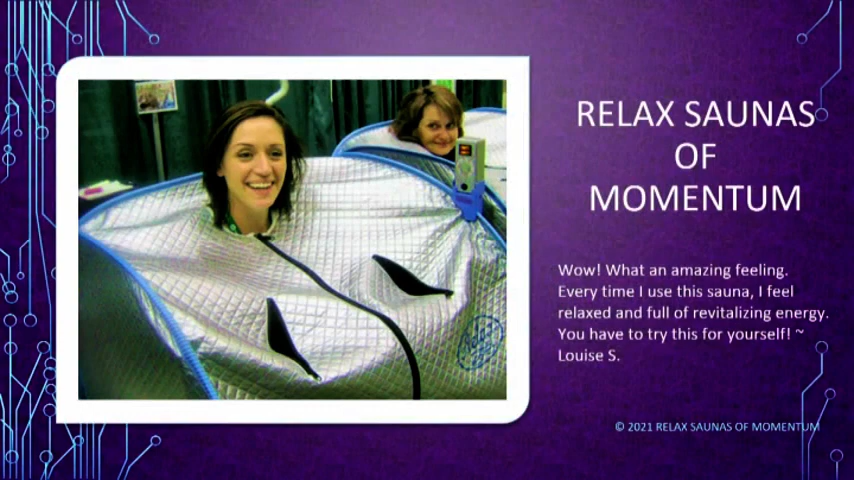 RELAX SAUNAS
OF
MOMENTUM
Wow! What an amazing feeling.
Every time I use this sauna, I feel
relaxed and full of revitalizing energy.
You have to try this for yourself! ~
Louise S.
© 2021 RELAX SAUNAS OF MOMENTUM
Relax